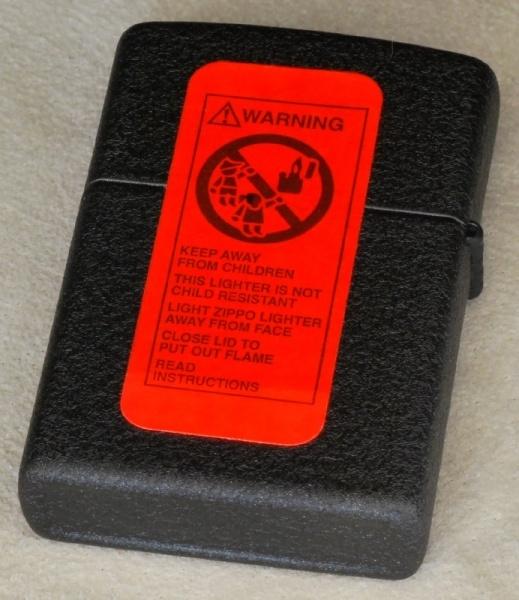 WARNING
KEEP AWAY
FROM CHILDREN
THIS LIGHTER IS NOT
CHILD RESISTANT
LIGHT ZIPPO LIGHTER
AWAY FROM FACE
CLOSE LID TO
PUT OUT FLAME
READ
INSTRUCTIONS